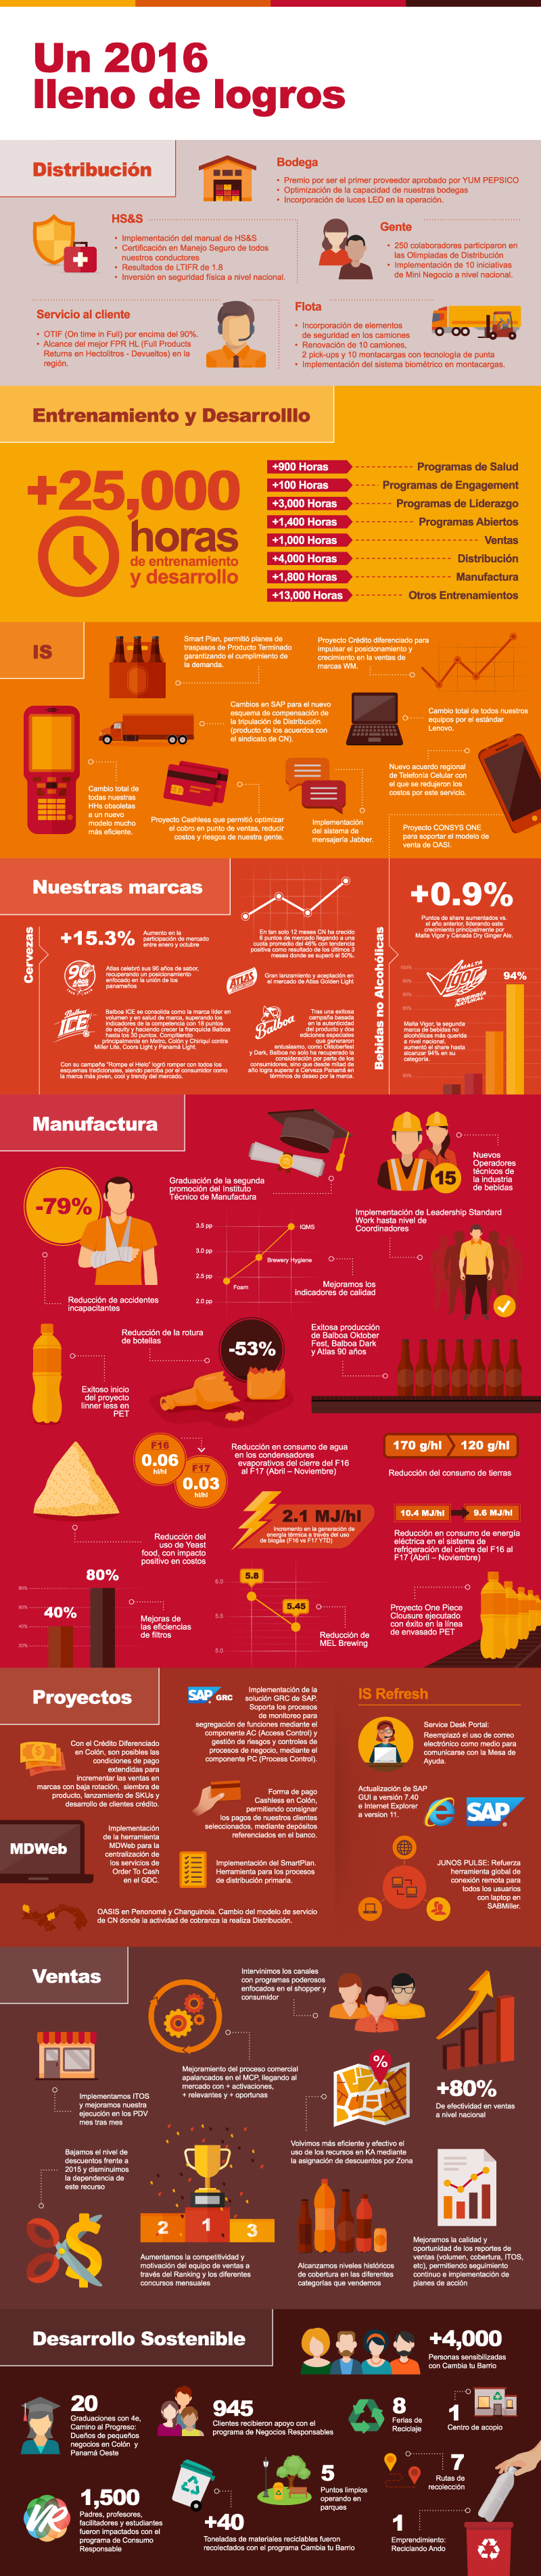 Un 2016
lleno de logros
Distribución
Bodega
• Premio por ser el primer proveedor aprobado por YUM PEPSICO
• Optimización de la capacidad de nuestras bodegas
• Incorporación de luces LED en la operación.
HS&S
• Implementación del manual de HS&S
• Certificación en Manejo Seguro de todos
nuestros conductores
• Resultados de LTIFR de 1.8
• Inversión en seguridad física a nivel nacional.
Gente
• 250 colaboradores participaron en
las Olimpiadas de Distribución
• Implementación de 10 iniciativas
de Mini Negocio a nivel nacional.
Servicio al cliente
• OTIF (On time in Full) por encima del 90%.
• Alcance del mejor FPR HL (Full Products
Returns en Hectolitros - Devueltos) en la
región.
Flota
• Incorporación de elementos
de seguridad en los camiones
• Renovación de 10 camiones,
2 pick-ups y 10 montacargas con tecnología de punta
• Implementación del sistema biométrico en montacargas.
Entrenamiento y Desarrolllo
+25,000
horas
de entrenamiento
y desarrollo
+900 Horas Programas de Salud
+100 Horas Programas de Engagement
+3,000 Horas Programas de Liderazgo
+1,400 Horas Programas Abiertos
+1,000 Horas Ventas
+4,000 Horas Distribución
+1,800 Horas Manufactura
+13,000 Horas Otros Entrenamientos
IS
Smart Plan, permitió planes de
traspasos de Producto Terminado
garantizando el cumplimiento de
la demanda.
Proyecto Crédito diferenciado para
impulsar el posicionamiento y
crecimiento en la ventas de
marcas WM.
Cambios en SAP para el nuevo
esquema de compensación de
la tripulación de Distribución
(producto de los acuerdos con
el sindicato de CN).
Cambio total de todos nuestros
equipos por el estándar
Lenovo.
Cambio total de
todas nuestras
HHs obsoletas
a un nuevo
modelo mucho
más eficiente.
Nuevo acuerdo regional
de Telefonía Celular con
el que se redujeron los
costos por este servicio.
Proyecto Cashless que permitió optimizar
el cobro en punto de ventas, reducir
costos y riesgos de nuestra gente.
Implementación
del sistema de
mensajería Jabber.
Proyecto CONSYS ONE
para soportar el modelo de
venta de OASI.
Nuestras marcas
Cervezas
+15.3%
Aumento en la
participación de mercado
entre enero y octubre
En tan solo 12 meses CN ha crecido
6 puntos de mercado llegando a una
cuota promedio del 46% con tendencia
positiva como resultado de los últimos 3
meses donde se superó el 50%.
90
Atlas celebró sus 90 años de sabor,
recuperando un posicionamiento
enfocado en la unión de los
panameños
ATLAS
Gran lanzamiento y aceptación en
el mercado de Atlas Golden Light
Balboa
ICE
Balboa ICE se consolida como la marca líder en
volumen y en salud de marca, superando los
indicadores de la competencia con 18 puntos
de equity y haciendo crecer la franquicia Balboa
hasta los 30 puntos. Compitiendo,
principalmente en Metro, Colón y Chiriquí contra
Miller Lite, Coors Light y Panamá Light.
Con su campaña "Rompe el Hielo" logró romper con todos los
esquemas tradicionales, siendo percibida por el consumidor como
la marca más joven, cool y trendy del mercado.
Balboa
Tras una exitosa
campaña basada
en la autenticidad
del producto y dos
ediciones especiales
que generaron
entusiasmo, como Oktoberfest
y Dark, Balboa no solo ha recuperado la
consideración por parte de los
consumidores, sino que desde mitad de
año logra superar a Cerveza Panamá en
términos de deseo por la marca.
Bebidas no Alcohólicas
+0.9%
Puntos de share aumentados vs.
el año anterior, liderando este
crecimiento principalmente por
Malta Vigor y Canada Dry Ginger Ale.
MALTA
Vigor
ENERGÍA
NATURAL
94%
Malta Vigor, la segunda
marca de bebidas no
alcohólicas más querida
a nivel nacional,
aumentó el share hasta
alcanzar 94% en su
categoría.
Manufactura
Graduación de la segunda
promoción del Instituto
Técnico de Manufactura
15
Nuevos
Operadores
técnicos de
la industria
de bebidas
-79%
Reducción de accidentes
incapacitantes
3.5 pp
3.0 pp
2.5 pp
2.0 pp
IQMS
Brewery Hygiene
Foam
Mejoramos los
indicadores de calidad
Implementación de Leadership Standard
Work hasta nivel de
Coordinadores
Reducción de la rotura
de botellas
-53%
Exitosa producción
de Balboa Oktober
Fest, Balboa Dark
y Atlas 90 años
Exitoso inicio
del proyecto
linner less en
PET
F16
0.06
hl/hl
F17
0.03
hl/hl
Reducción en consumo de agua
en los condensadores
evaporativos del cierre del F16
al F17 (Abril – Noviembre)
170 g/hl 120 g/hl
Reducción del consumo de tierras
Reducción del
uso de Yeast
food, con impacto
positivo en costos
2.1 MJ/hl
Incremento en la generación de
energía térmica a través del uso
de biogás (F16 vs F17 YTD)
10.4 MJ/hl 9.6 MJ/hl
Reducción en consumo de energía
eléctrica en el sistema de
refrigeración del cierre del F16 al
F17 (Abril – Noviembre)
40%
80%
Mejoras de
las eficiencias
de filtros
6.0
5.5
5.0
5.8
5.45
Reducción de
MEL Brewing
Proyecto One Piece
Clousure ejecutado
con éxito en la línea
de envasado PET
Proyectos
Con el Crédito Diferenciado
en Colón, son posibles las
condiciones de pago
extendidas para
incrementar las ventas en
marcas con baja rotación, siembra de
producto, lanzamiento de SKUs y
desarrollo de clientes crédito.
SAP GRC
Implementación de la
solución GRC de SAP.
Soporta los procesos
de monitoreo para
segregación de funciones mediante el
componente AC (Access Control) y
gestión de riesgos y controles de
procesos de negocio, mediante el
componente PC (Process Control).
MDWeb
Implementación
de la herramienta
MDWeb para la
centralización de
los servicios de
Order To Cash
en el GDC.
Forma de pago
Cashless en Colón,
permitiendo consignar
los pagos de nuestros clientes
seleccionados, mediante depósitos
referenciados en el banco.
Implementación del SmartPlan.
Herramienta para los procesos
de distribución primaria.
OASIS en Penonomé y Changuinola. Cambio del modelo de servicio
de CN donde la actividad de cobranza la realiza Distribución.
IS Refresh
Service Desk Portal:
Reemplazó el uso de correo
electrónico como medio para
comunicarse con la Mesa de
Ayuda.
Actualización de SAP
GUI a versión 7.40
e Internet Explorer
a version 11.
SAP
JUNOS PULSE: Refuerza
herramienta global de
conexión remota para
todos los usuarios
con laptop en
SABMiller.
Ventas
Intervinimos los canales
con programas poderosos
enfocados en el shopper y
consumidor
Implementamos ITOS
y mejoramos nuestra
ejecución en los PDV
mes tras mes
Mejoramiento del proceso comercial
apalancados en el MCP, llegando al
mercado con + activaciones,
+ relevantes y + oportunas
+80%
De efectividad en ventas
a nivel nacional
%
Volvimos más eficiente y efectivo el
uso de los recursos en KA mediante
la asignación de descuentos por Zona
Bajamos el nivel de
descuentos frente a
2015 y disminuimos
la dependencia de
este recurso
2 1 3
Aumentamos la competitividad y
motivación del equipo de ventas a
través del Ranking y los diferentes
concursos mensuales
Alcanzamos niveles históricos
de cobertura en las diferentes
categorías que vendemos
Mejoramos la calidad y
oportunidad de los reportes de
ventas (volumen, cobertura, ITOS,
etc), permitiendo seguimiento
continuo e implementación de
planes de acción
Desarrollo Sostenible
+4,000
Personas sensibilizadas
con Cambia tu Barrio
20
Graduaciones con 4e,
Camino al Progreso:
Dueños de pequeños
negocios en Colón y
Panamá Oeste
945
Clientes recibieron apoyo con el
programa de Negocios Responsables
8
Ferias de
Reciclaje
1
Centro de acopio
1,500
Padres, profesores,
facilitadores y estudiantes
fueron impactados con el
programa de Consumo
Responsable
+40
Toneladas de materiales reciclables fueron
recolectados con el programa Cambia tu Barrio
5
Puntos limpios
operando en
parques
7
Rutas de
recolección
1
Emprendimiento:
Reciclando Ando